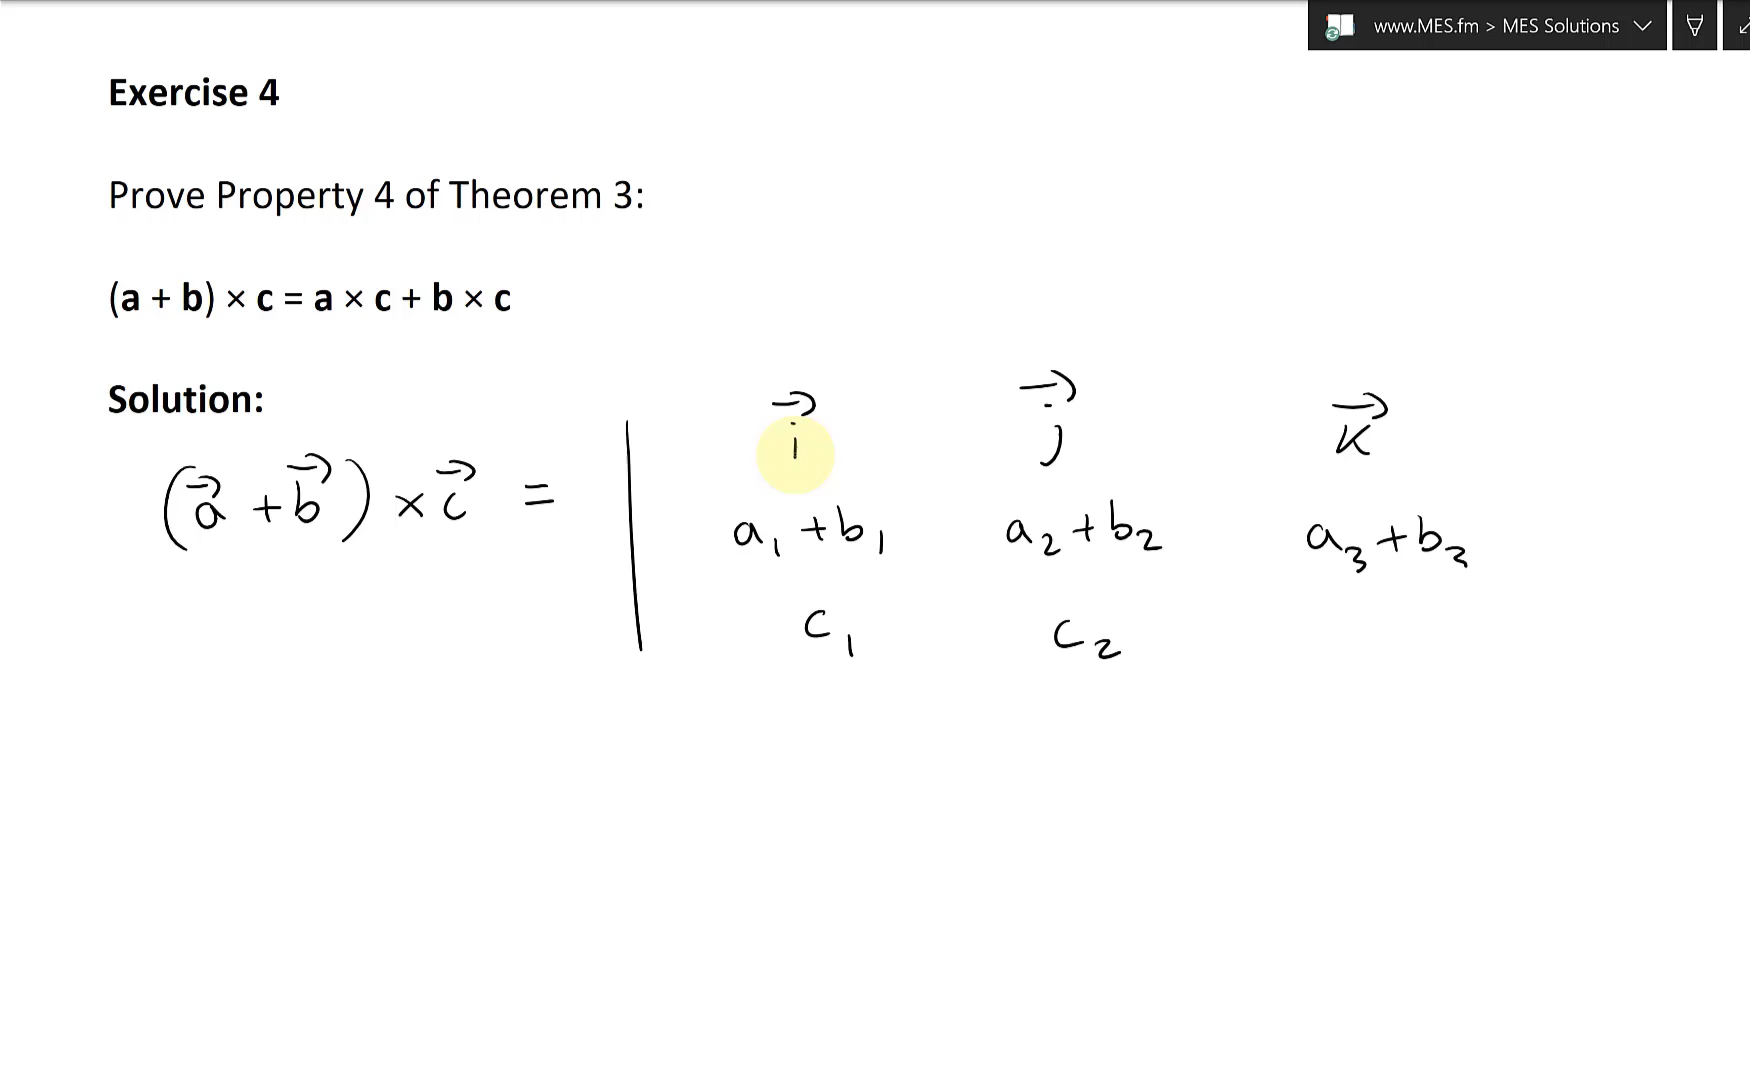 www.MES.fm > MES Solutions
Exercise 4
Prove Property 4 of Theorem 3:
(a + b) × c = a × c + b × c
Solution:
(a⃗ + b⃗) × c⃗ = | i⃗ j⃗ k⃗
a₁ + b₁ a₂ + b₂ a₃ + b₃
c₁ c₂